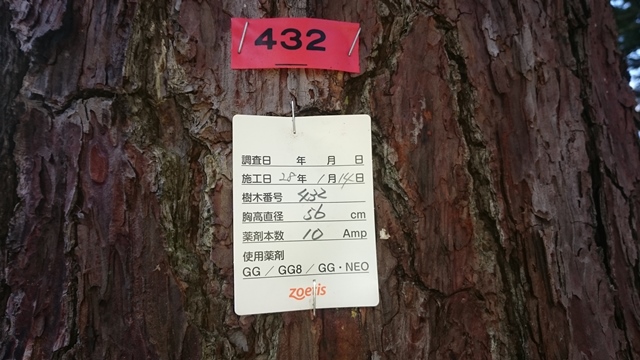 432
調査日 年 月 日
施工日 28年 1月14日
樹木番号 432
胸高直径 56 cm
薬剤本数 10 Amp
使用薬剤
GG / GG8 / GG・NEO
zoetis